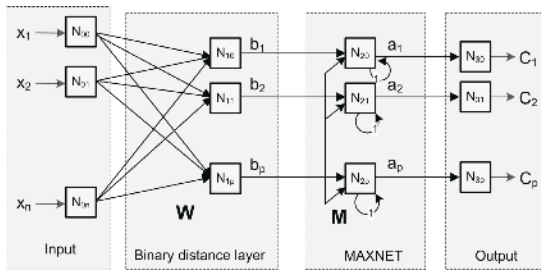 x1 N00 N10 b1 N20 a1 N30 C1
1
x2 N01 N11 b2 N21 a2 N31 C2
1
xn N0n N1p bp N2p ap N3p Cp
1
W M
Input Binary distance layer MAXNET Output